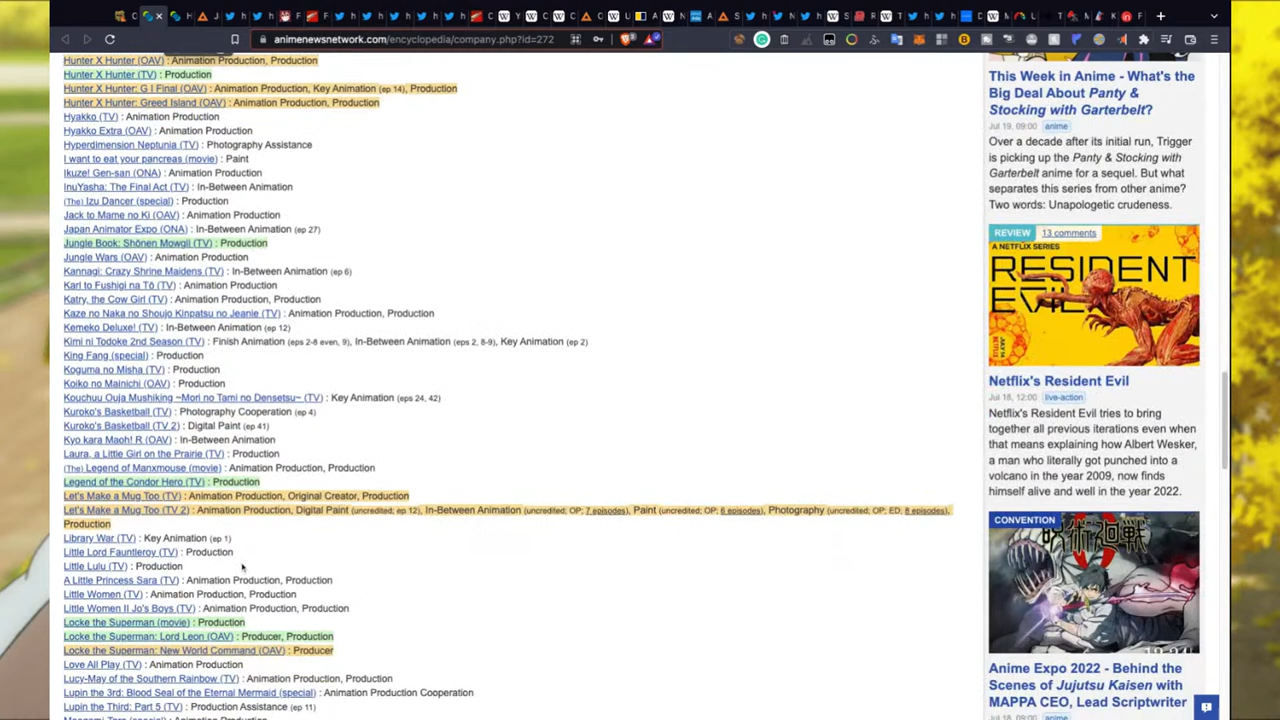 animenewsnetwork.com/encyclopedia/company.php?id=272
Hunter X Hunter (OAV) : Animation Production, Production
Hunter X Hunter (TV) : Production
Hunter X Hunter: G I Final (OAV) : Animation Production, Key Animation (ep 14), Production
Hunter X Hunter: Greed Island (OAV) : Animation Production, Production
Hyakko (TV) : Animation Production
Hyakko Extra (OAV) : Animation Production
Hyperdimension Neptunia (TV) : Photography Assistance
I want to eat your pancreas (movie) : Paint
Ikuze! Gen-san (ONA) : Animation Production
InuYasha: The Final Act (TV) : In-Between Animation
(The) Izu Dancer (special) : Production
Jack to Mame no Ki (OAV) : Animation Production
Japan Animator Expo (ONA) : In-Between Animation (ep 27)
Jungle Book: Shōnen Mowgli (TV) : Production
Jungle Wars (OAV) : Animation Production
Kannagi: Crazy Shrine Maidens (TV) : In-Between Animation (ep 6)
Karl to Fushigi na Tō (TV) : Animation Production
Katry, the Cow Girl (TV) : Animation Production, Production
Kaze no Naka no Shoujo Kinpatsu no Jeanie (TV) : Animation Production, Production
Kemeko Deluxe! (TV) : In-Between Animation (ep 12)
Kimi ni Todoke 2nd Season (TV) : Finish Animation (eps 2-8 even, 9), In-Between Animation (eps 2, 8-9), Key Animation (ep 2)
King Fang (special) : Production
Koguma no Misha (TV) : Production
Koiko no Mainichi (OAV) : Production
Kouchuu Ouja Mushiking ~Mori no Tami no Densetsu~ (TV) : Key Animation (eps 24, 42)
Kuroko's Basketball (TV) : Photography Cooperation (ep 4)
Kuroko's Basketball (TV 2) : Digital Paint (ep 41)
Kyo kara Maoh! R (OAV) : In-Between Animation
Laura, a Little Girl on the Prairie (TV) : Production
(The) Legend of Manxmouse (movie) : Animation Production, Production
Legend of the Condor Hero (TV) : Production
Let's Make a Mug Too (TV) : Animation Production, Original Creator, Production
Let's Make a Mug Too (TV 2) : Animation Production, Digital Paint (uncredited; ep 12), In-Between Animation (uncredited; OP; 7 episodes), Paint (uncredited; OP; 6 episodes), Photography (uncredited; OP; ED; 8 episodes),
Production
Library War (TV) : Key Animation (ep 1)
Little Lord Fauntleroy (TV) : Production
Little Lulu (TV) : Production
A Little Princess Sara (TV) : Animation Production, Production
Little Women (TV) : Animation Production, Production
Little Women II Jo's Boys (TV) : Animation Production, Production
Locke the Superman (movie) : Production
Locke the Superman: Lord Leon (OAV) : Producer, Production
Locke the Superman: New World Command (OAV) : Producer
Love All Play (TV) : Animation Production
Lucy-May of the Southern Rainbow (TV) : Animation Production, Production
Lupin the 3rd: Blood Seal of the Eternal Mermaid (special) : Animation Production Cooperation
Lupin the Third: Part 5 (TV) : Production Assistance (ep 11)
This Week in Anime - What's the
Big Deal About Panty &
Stocking with Garterbelt?
Jul 19, 09:00 anime
Over a decade after its initial run, Trigger
is picking up the Panty & Stocking with
Garterbelt anime for a sequel. But what
separates this series from other anime?
Two words: Unapologetic crudeness.
REVIEW 13 comments
A NETFLIX SERIES
RESIDENT
EVIL
JULY 14
NETFLIX
Netflix's Resident Evil
Jul 18, 12:00 live-action
Netflix's Resident Evil tries to bring
together all previous iterations even when
that means explaining how Albert Wesker,
a man who literally got punched into a
volcano in the year 2009, now finds
himself alive and well in the year 2022.
CONVENTION
呪術廻戦
Anime Expo 2022 - Behind the
Scenes of Jujutsu Kaisen with
MAPPA CEO, Lead Scriptwriter
Jul 18, 09:00 anime